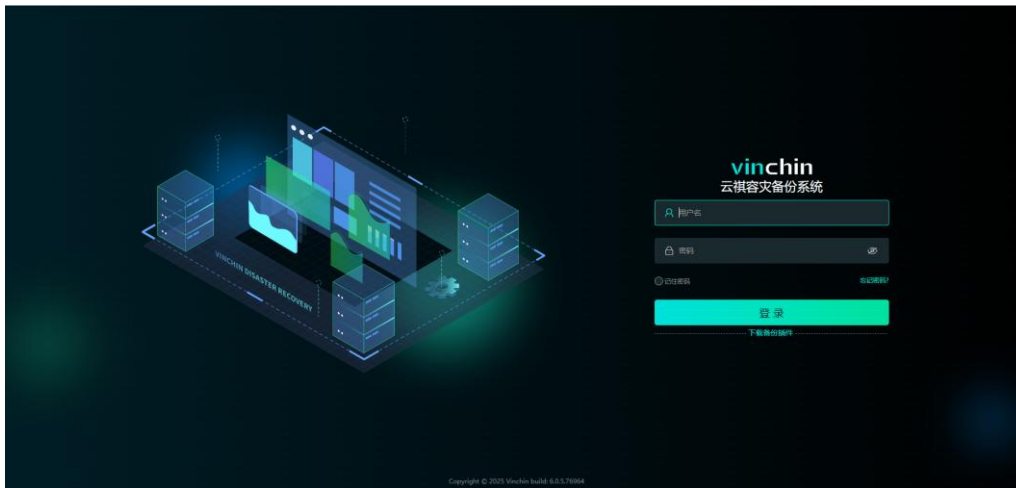 VINCHIN DISASTER RECOVERY
vinchin
云祺容灾备份系统
用户名
密码
记住密码
忘记密码?
登 录
下载备份插件
Copyright © 2025 Vinchin build: 6.0.5.76964